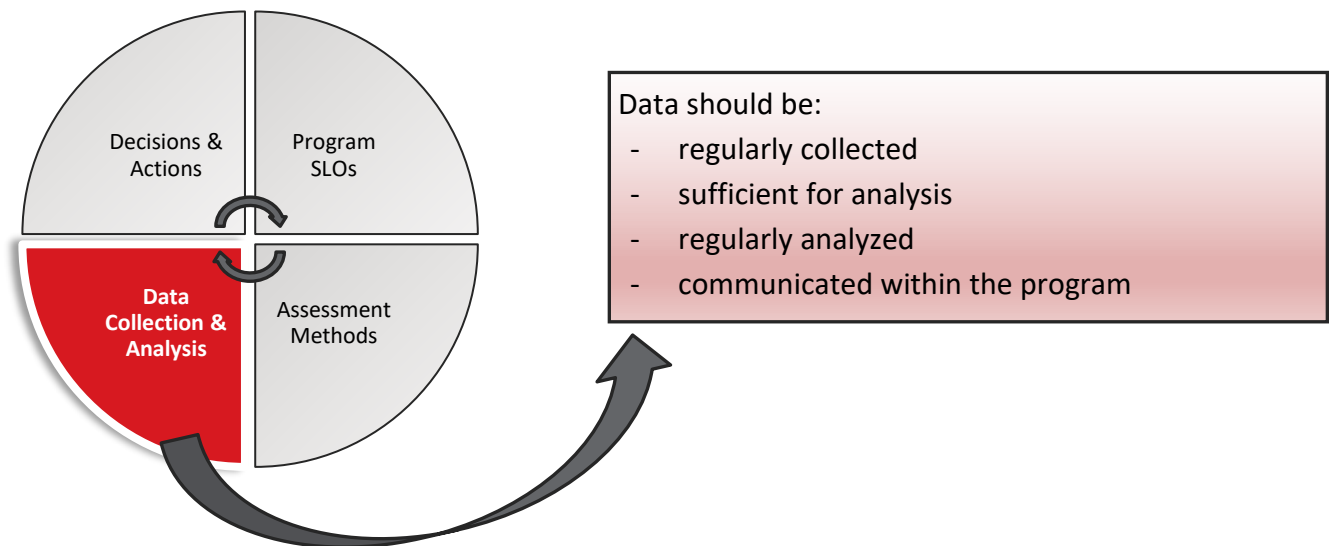 Decisions &
Actions
Program
SLOs
Data
Collection &
Analysis
Assessment
Methods
Data should be:
- regularly collected
- sufficient for analysis
- regularly analyzed
- communicated within the program